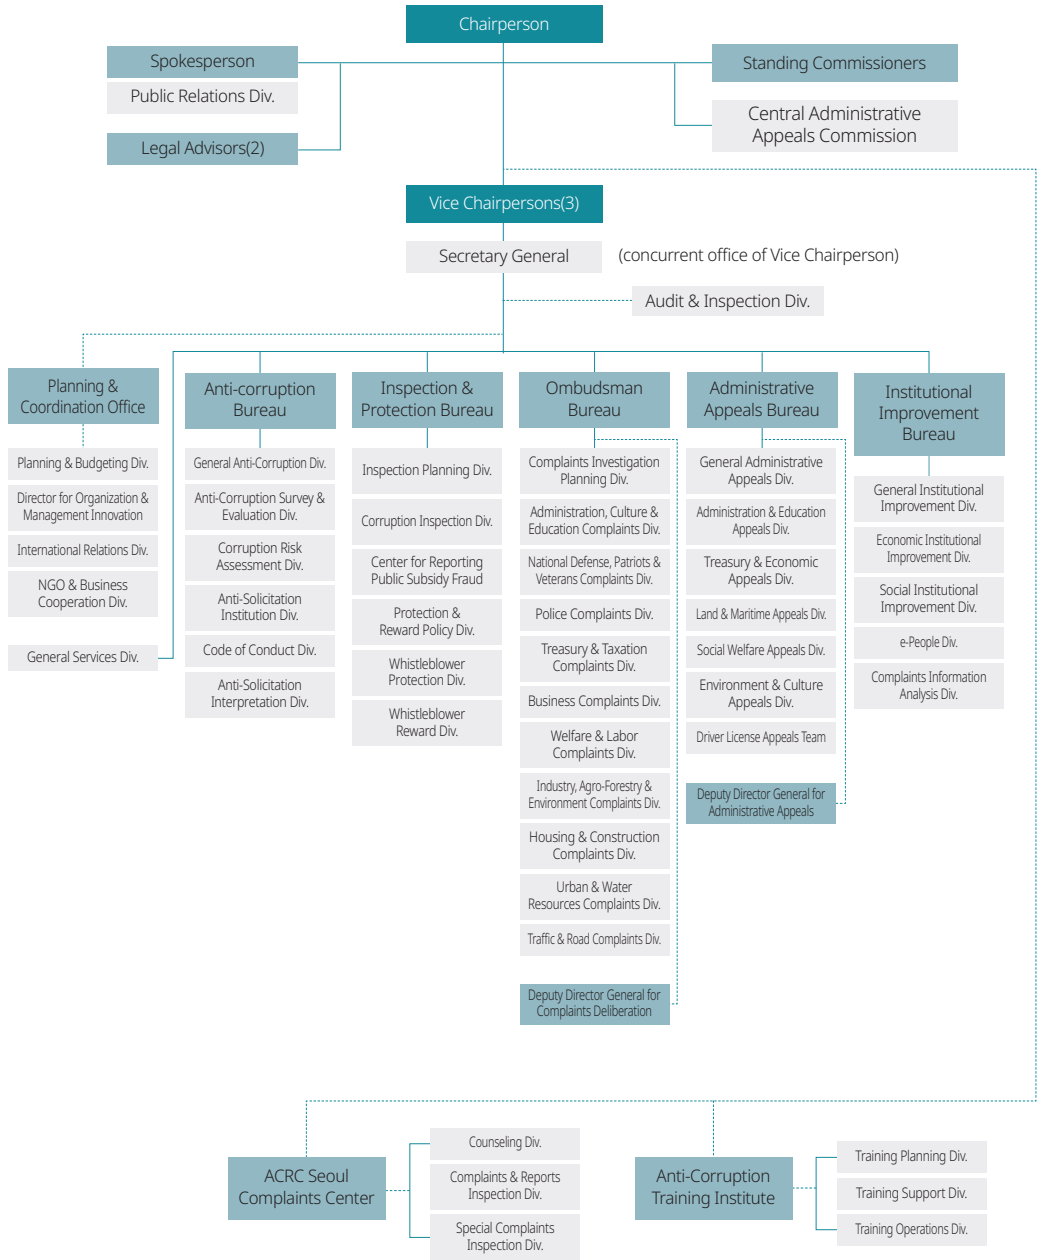 Chairperson
Spokesperson
Public Relations Div.
Legal Advisors(2)
Standing Commissioners
Central Administrative
Appeals Commission
Vice Chairpersons(3)
Secretary General
(concurrent office of Vice Chairperson)
Audit & Inspection Div.
Planning &
Coordination Office
Planning & Budgeting Div.
Director for Organization &
Management Innovation
International Relations Div.
NGO & Business
Cooperation Div.
General Services Div.
Anti-corruption
Bureau
General Anti-Corruption Div.
Anti-Corruption Survey &
Evaluation Div.
Corruption Risk
Assessment Div.
Anti-Solicitation
Institution Div.
Code of Conduct Div.
Anti-Solicitation
Interpretation Div.
Inspection &
Protection Bureau
Inspection Planning Div.
Corruption Inspection Div.
Center for Reporting
Public Subsidy Fraud
Protection &
Reward Policy Div.
Whistleblower
Protection Div.
Whistleblower
Reward Div.
Ombudsman
Bureau
Complaints Investigation
Planning Div.
Administration, Culture &
Education Complaints Div.
National Defense, Patriots &
Veterans Complaints Div.
Police Complaints Div.
Treasury & Taxation
Complaints Div.
Business Complaints Div.
Welfare & Labor
Complaints Div.
Industry, Agro-Forestry &
Environment Complaints Div.
Housing & Construction
Complaints Div.
Urban & Water
Resources Complaints Div.
Traffic & Road Complaints Div.
Deputy Director General for
Complaints Deliberation
Administrative
Appeals Bureau
General Administrative
Appeals Div.
Administration & Education
Appeals Div.
Treasury & Economic
Appeals Div.
Land & Maritime Appeals Div.
Social Welfare Appeals Div.
Environment & Culture
Appeals Div.
Driver License Appeals Team
Deputy Director General for
Administrative Appeals
Institutional
Improvement
Bureau
General Institutional
Improvement Div.
Economic Institutional
Improvement Div.
Social Institutional
Improvement Div.
e-People Div.
Complaints Information
Analysis Div.
ACRC Seoul
Complaints Center
Counseling Div.
Complaints & Reports
Inspection Div.
Special Complaints
Inspection Div.
Anti-Corruption
Training Institute
Training Planning Div.
Training Support Div.
Training Operations Div.